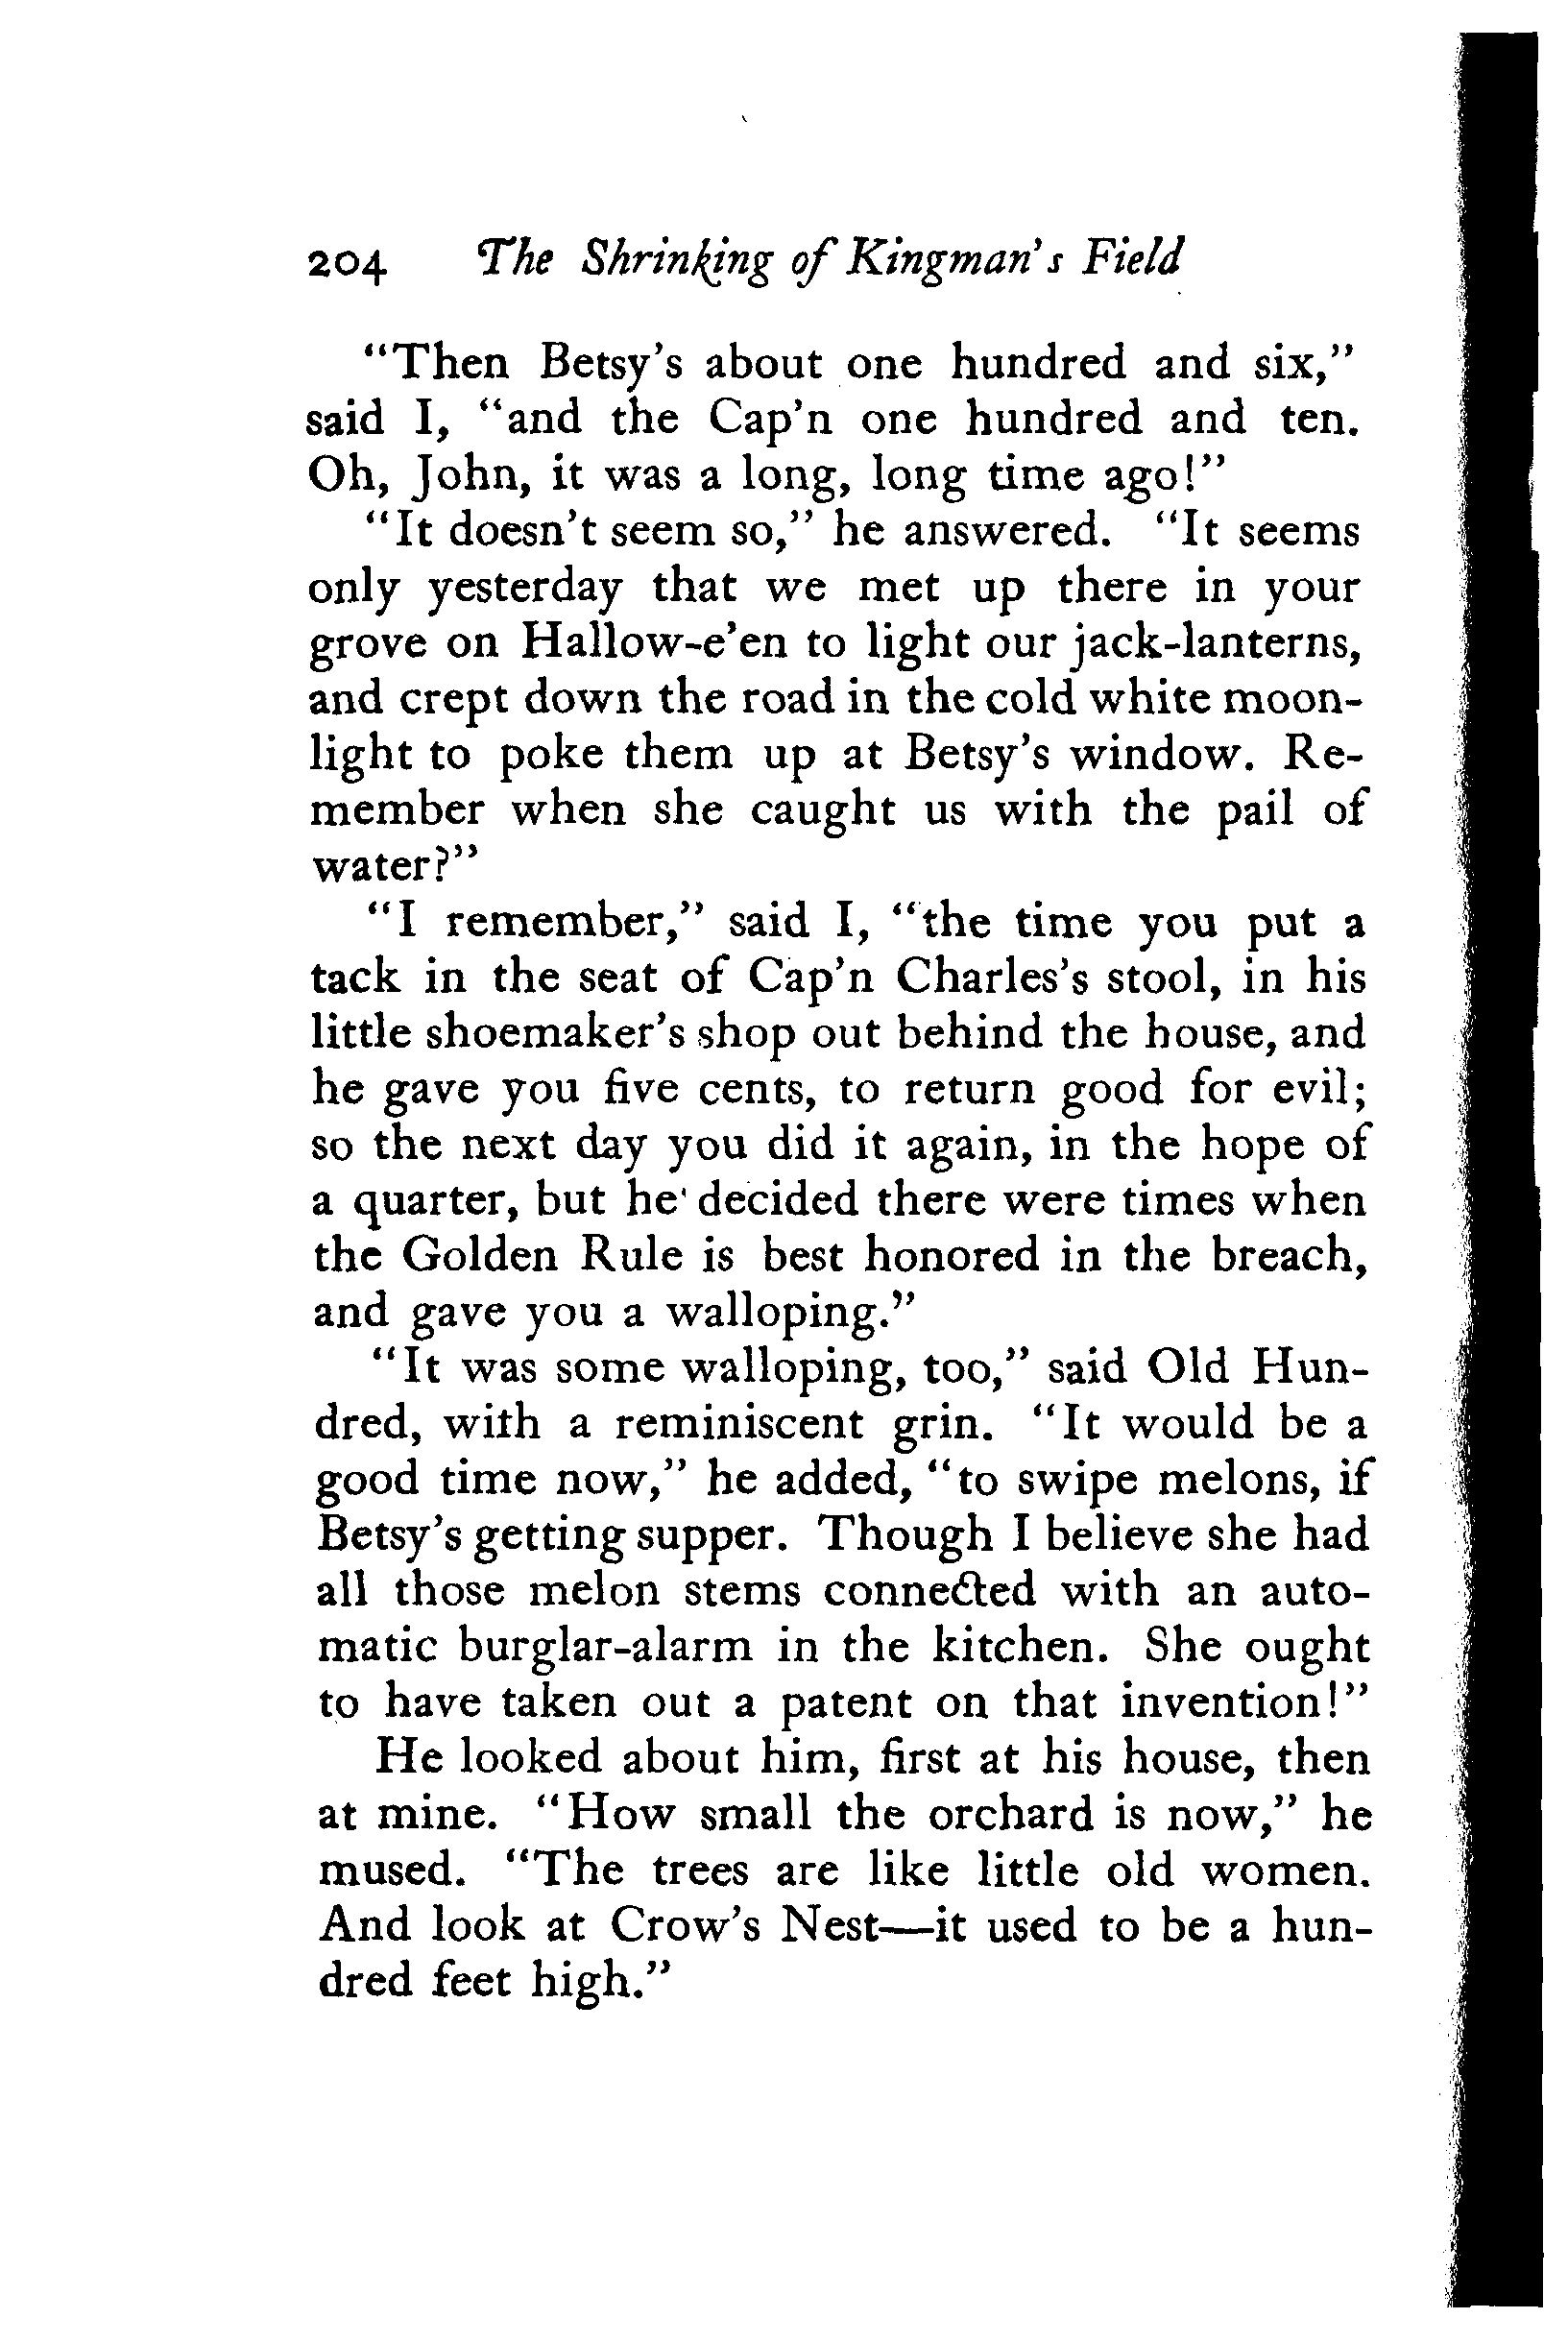 204 The Shrinking of Kingman's Field
"Then Betsy's about one hundred and six,"
said I, "and the Cap'n one hundred and ten.
Oh, John, it was a long, long time ago!"
"It doesn't seem so," he answered. "It seems
only yesterday that we met up there in your
grove on Hallow-e'en to light our jack-lanterns,
and crept down the road in the cold white moon-
light to poke them up at Betsy's window. Re-
member when she caught us with the pail of
water?"
"I remember," said I, "the time you put a
tack in the seat of Cap'n Charles's stool, in his
little shoemaker's shop out behind the house, and
he gave you five cents, to return good for evil;
so the next day you did it again, in the hope of
a quarter, but he decided there were times when
the Golden Rule is best honored in the breach,
and gave you a walloping."
"It was some walloping, too," said Old Hun-
dred, with a reminiscent grin. "It would be a
good time now," he added, "to swipe melons, if
Betsy's getting supper. Though I believe she had
all those melon stems connected with an auto-
matic burglar-alarm in the kitchen. She ought
to have taken out a patent on that invention!"
He looked about him, first at his house, then
at mine. "How small the orchard is now," he
mused. "The trees are like little old women.
And look at Crow's Nest—it used to be a hun-
dred feet high."